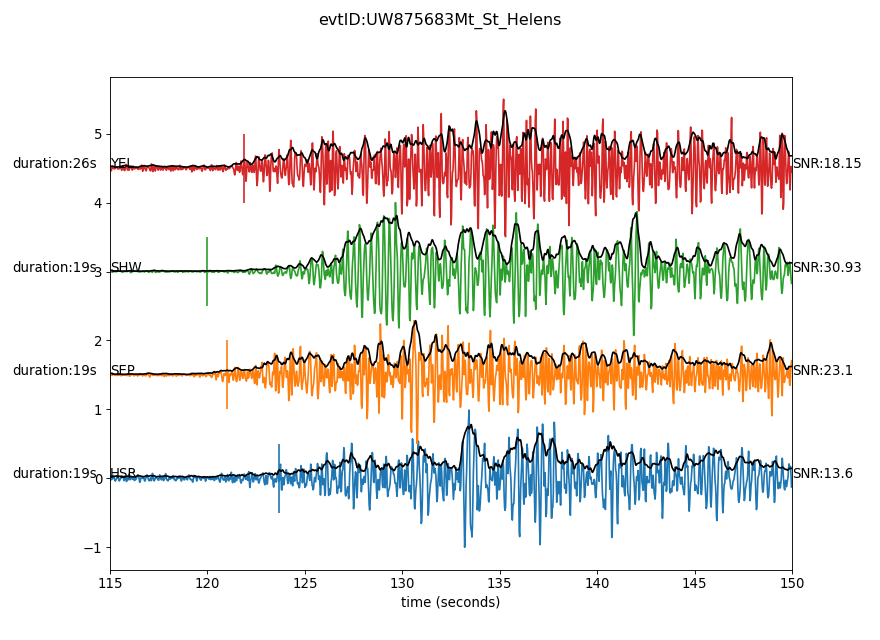 evtID:UW875683Mt_St_Helens
5
duration:26s YEL SNR:18.15
4
duration:19s 3 SHW SNR:30.93
2
duration:19s SEP SNR:23.1
1
duration:19s 0 HSR SNR:13.6
−1
115 120 125 130 135 140 145 150
time (seconds)